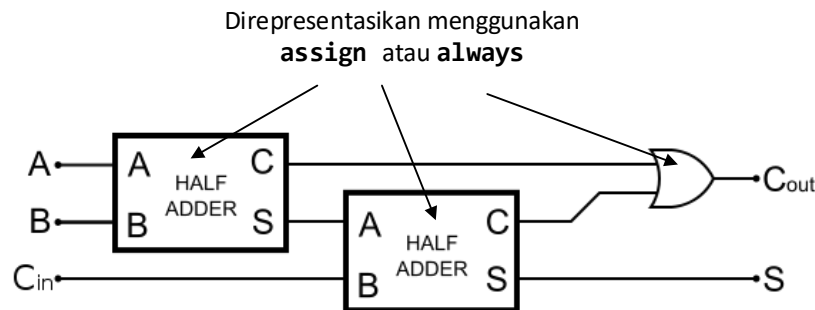 Direpresentasikan menggunakan
assign atau always
A
A
C
HALF
ADDER
B
B
S
A
C
HALF
ADDER
Cin
B
S
Cout
S